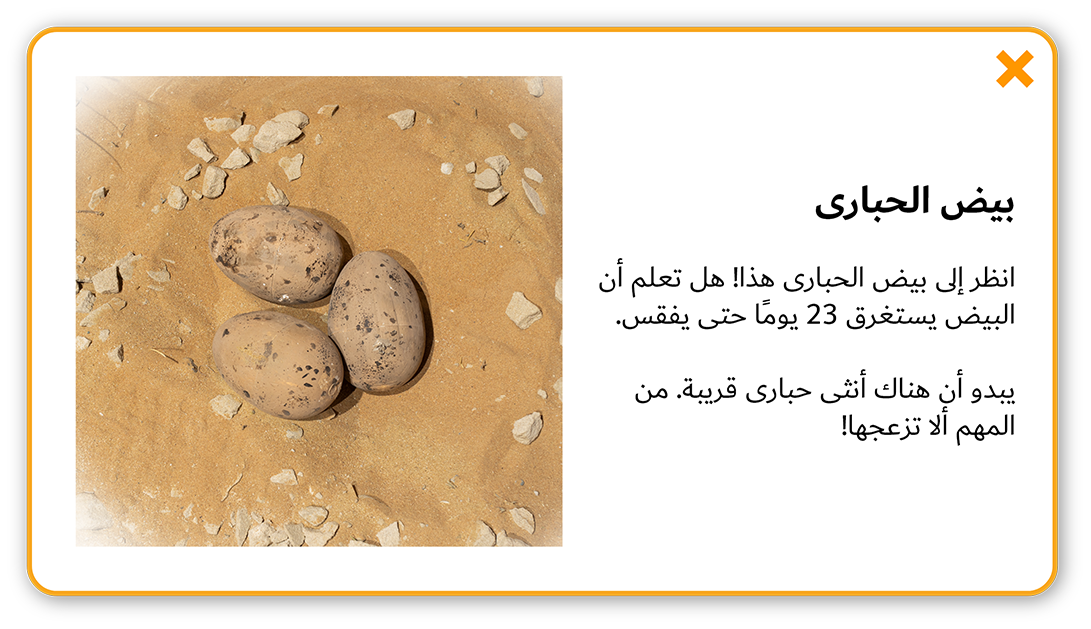 بيض الحبارى
انظر إلى بيض الحبارى هذا! هل تعلم أن
البيض يستغرق 23 يومًا حتى يفقس.
يبدو أن هناك أنثى حبارى قريبة. من
المهم ألا تزعجها!